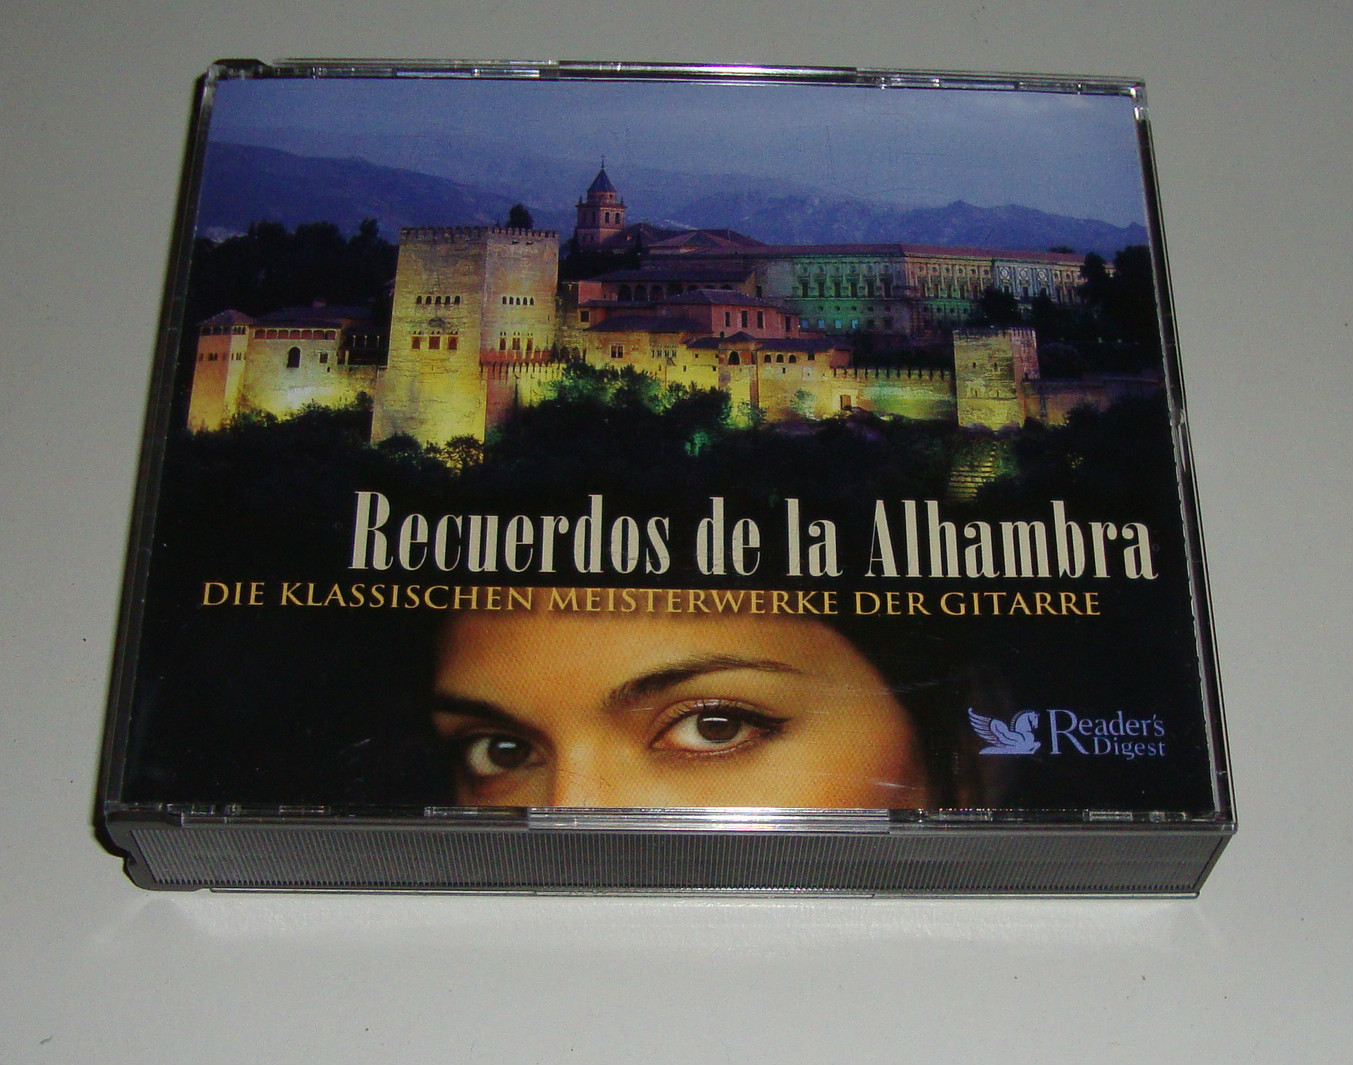 Recuerdos de la Alhambra
DIE KLASSISCHEN MEISTERWERKE DER GITARRE
Reader's
Digest